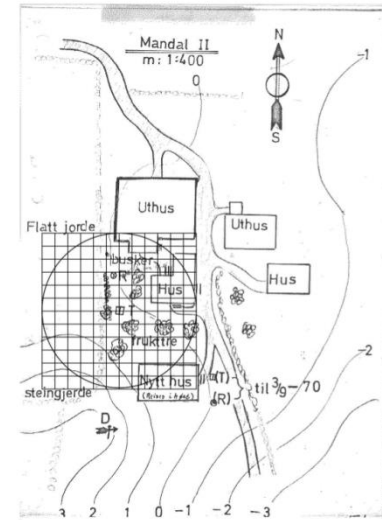 Mandal II
m: 1:400
N
S
0
-1
Uthus
Uthus
Flatt jorde
busker
R
Hus
Hus
T
frukttre
-2
steingjerde
Nytt hus
(T)
til 3/9-70
(R)
D
3 2 1 0 -1 -2 -3